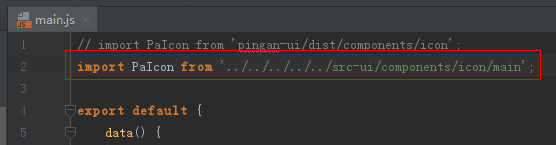 main.js
1 // import PaIcon from 'pingan-ui/dist/components/icon';
2 import PaIcon from '../../../../../src-ui/components/icon/main';
3
4 export default {
5 data() {